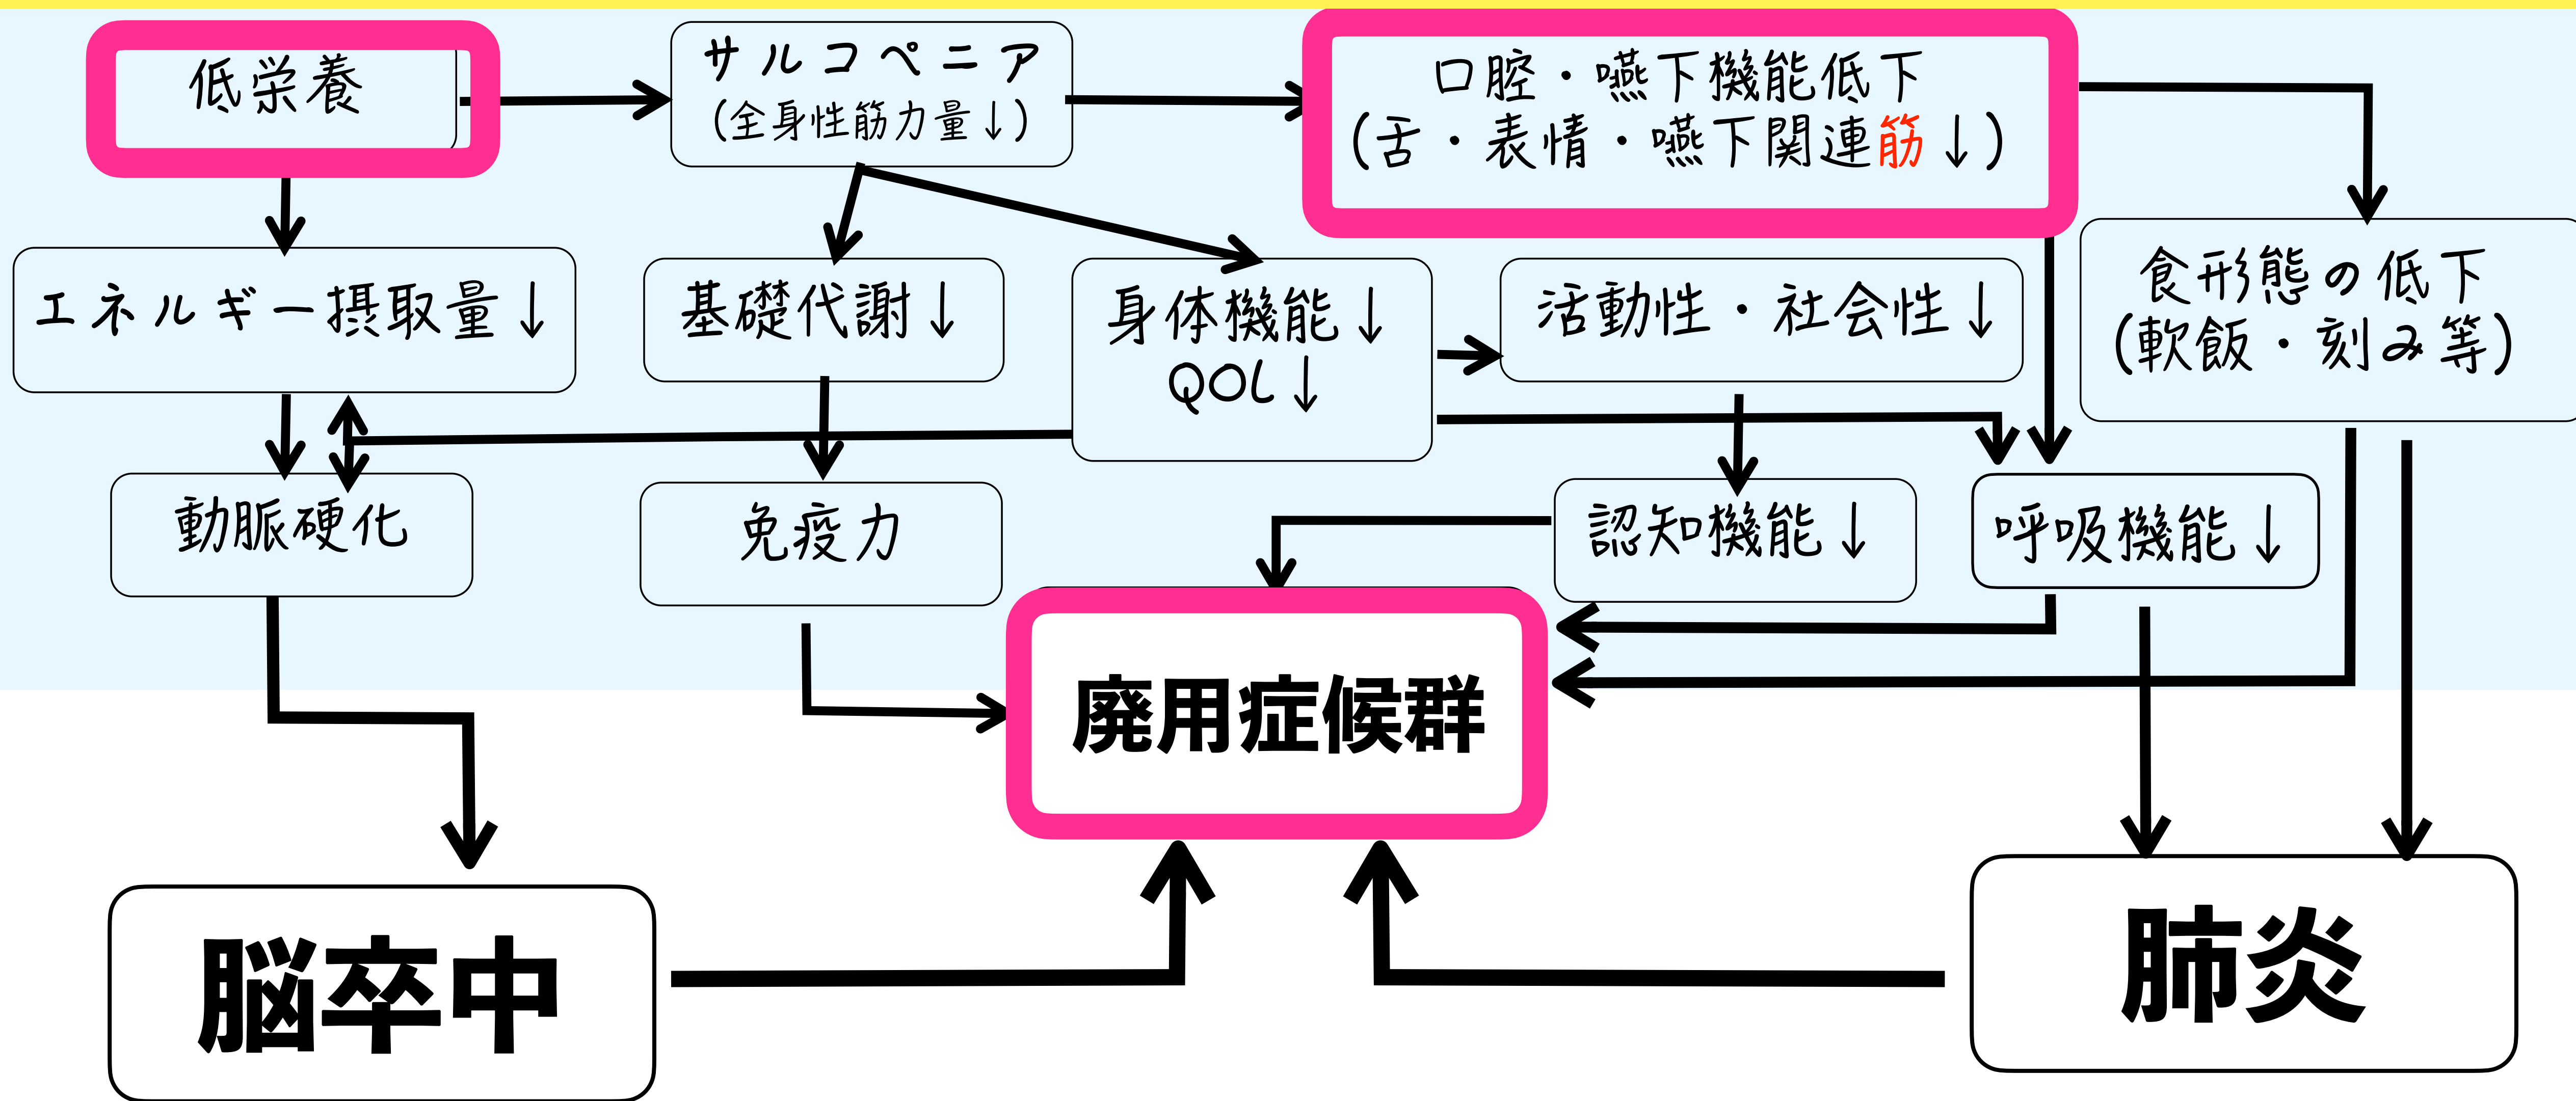 低栄養
サルコペニア
(全身性筋力量↓)
口腔・嚥下機能低下
(舌・表情・嚥下関連筋↓)
エネルギー摂取量↓
基礎代謝↓
身体機能↓
QOL↓
活動性・社会性↓
食形態の低下
(軟飯・刻み等)
動脈硬化
免疫力
認知機能↓
呼吸機能↓
廃用症候群
脳卒中
肺炎